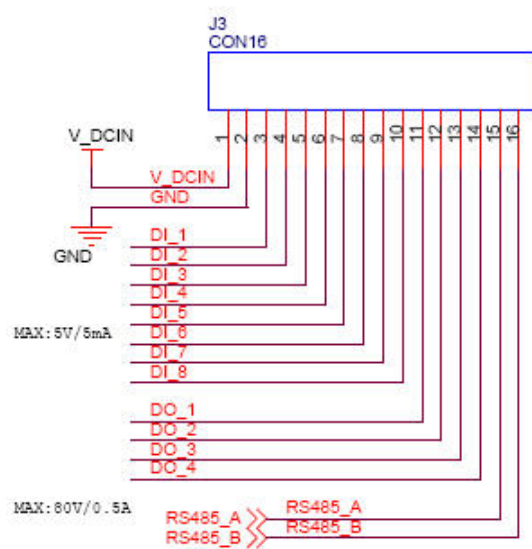 J3
CON16
1 2 3 4 5 6 7 8 9 10 11 12 13 14 15 16
V_DCIN
V_DCIN
GND
GND
DI_1
DI_2
DI_3
DI_4
DI_5
MAX:5V/5mA
DI_6
DI_7
DI_8
DO_1
DO_2
DO_3
DO_4
MAX:80V/0.5A
RS485_A RS485_A
RS485_B RS485_B